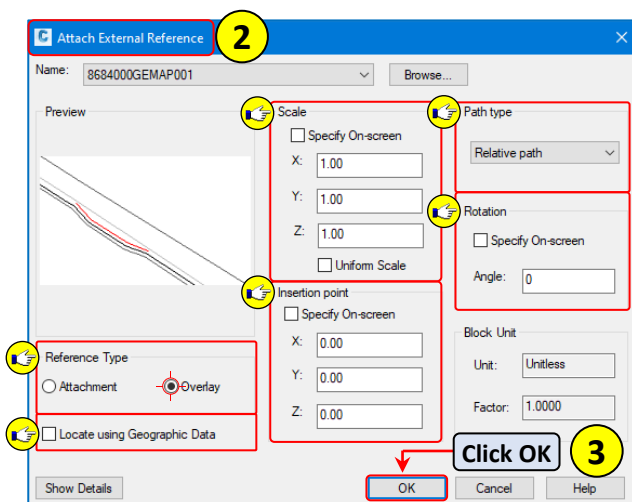 C Attach External Reference 2
Name: 8684000GEMAP001 Browse...
Preview
Scale
Specify On-screen
X: 1.00
Y: 1.00
Z: 1.00
Uniform Scale
Path type
Relative path
Rotation
Specify On-screen
Angle: 0
Insertion point
Specify On-screen
X: 0.00
Y: 0.00
Z: 0.00
Block Unit
Unit: Unitless
Factor: 1.0000
Reference Type
Attachment Overlay
Locate using Geographic Data
Click OK 3
Show Details OK Cancel Help